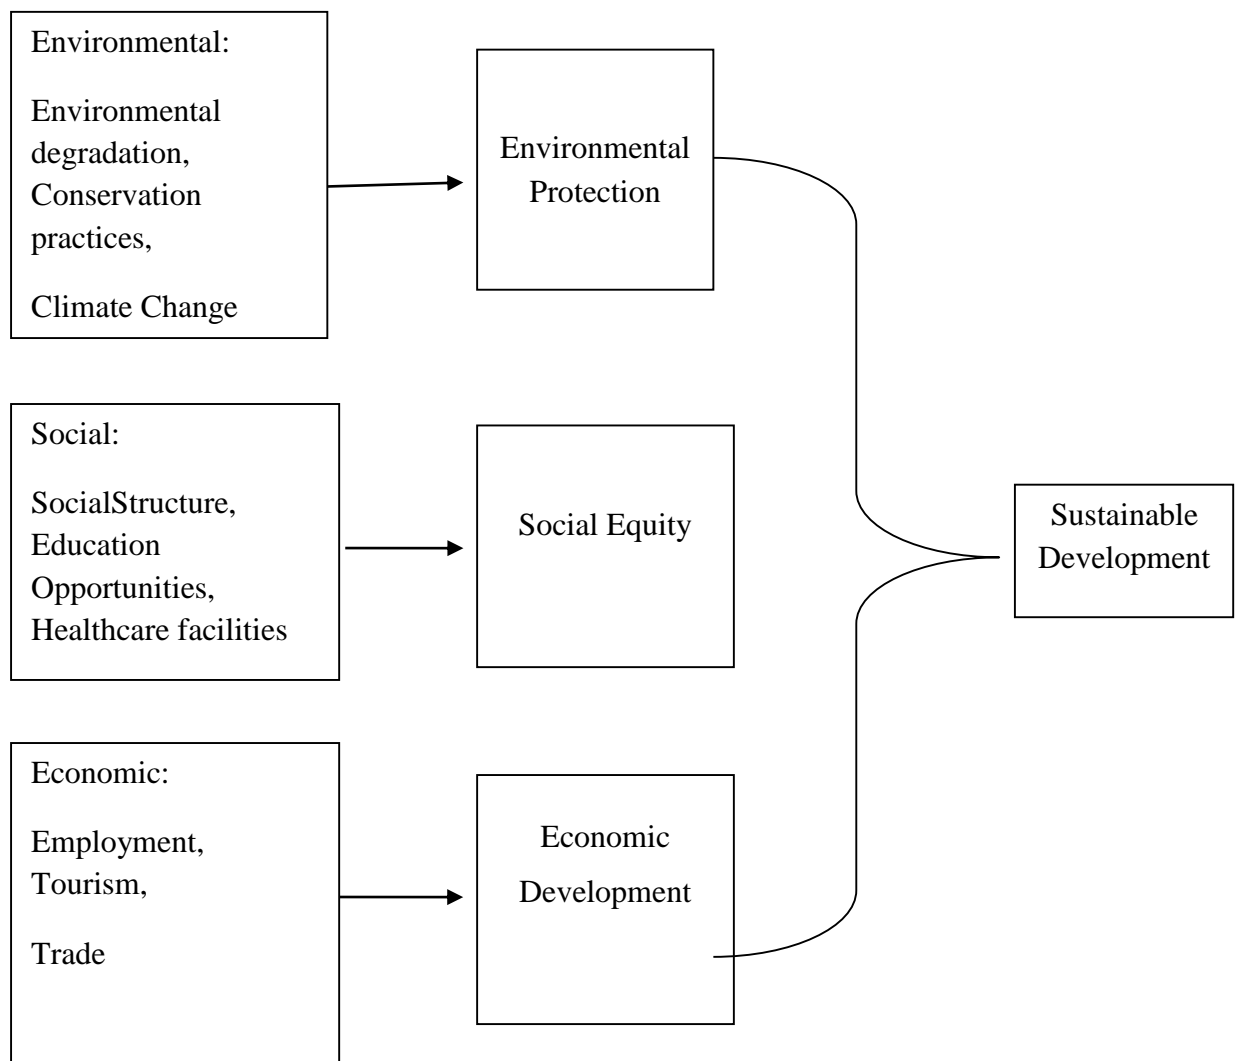 Environmental:
Environmental
degradation,
Conservation
practices,
Climate Change
Environmental
Protection
Social:
SocialStructure,
Education
Opportunities,
Healthcare facilities
Social Equity
Economic:
Employment,
Tourism,
Trade
Economic
Development
Sustainable
Development